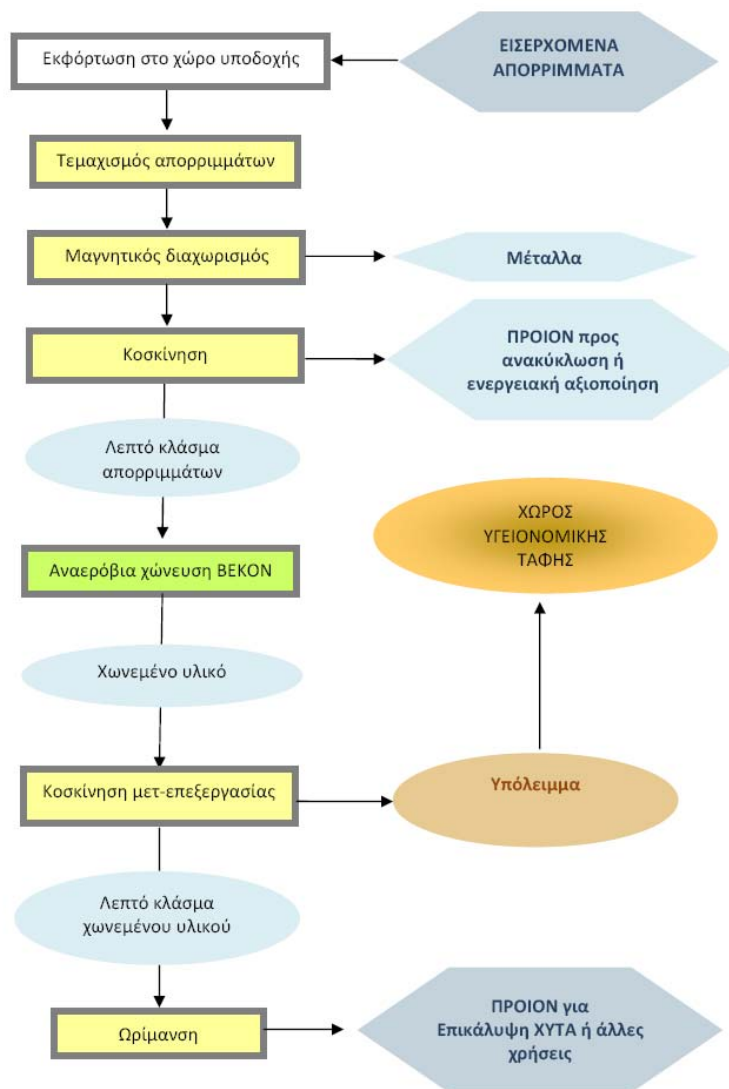 ΕΙΣΕΡΧΟΜΕΝΑ
ΑΠΟΡΡΙΜΜΑΤΑ
Εκφόρτωση στο χώρο υποδοχής
Τεμαχισμός απορριμμάτων
Μαγνητικός διαχωρισμός
Μέταλλα
Κοσκίνηση
ΠΡΟΙΟΝ προς
ανακύκλωση ή
ενεργειακή αξιοποίηση
Λεπτό κλάσμα
απορριμμάτων
Αναερόβια χώνευση ΒΕΚΟΝ
Χωνεμένο υλικό
Κοσκίνηση μετ-επεξεργασίας
Υπόλειμμα
ΧΩΡΟΣ
ΥΓΕΙΟΝΟΜΙΚΗΣ
ΤΑΦΗΣ
Λεπτό κλάσμα
χωνεμένου υλικού
Ωρίμανση
ΠΡΟΙΟΝ για
Επικάλυψη ΧΥΤΑ ή άλλες
χρήσεις